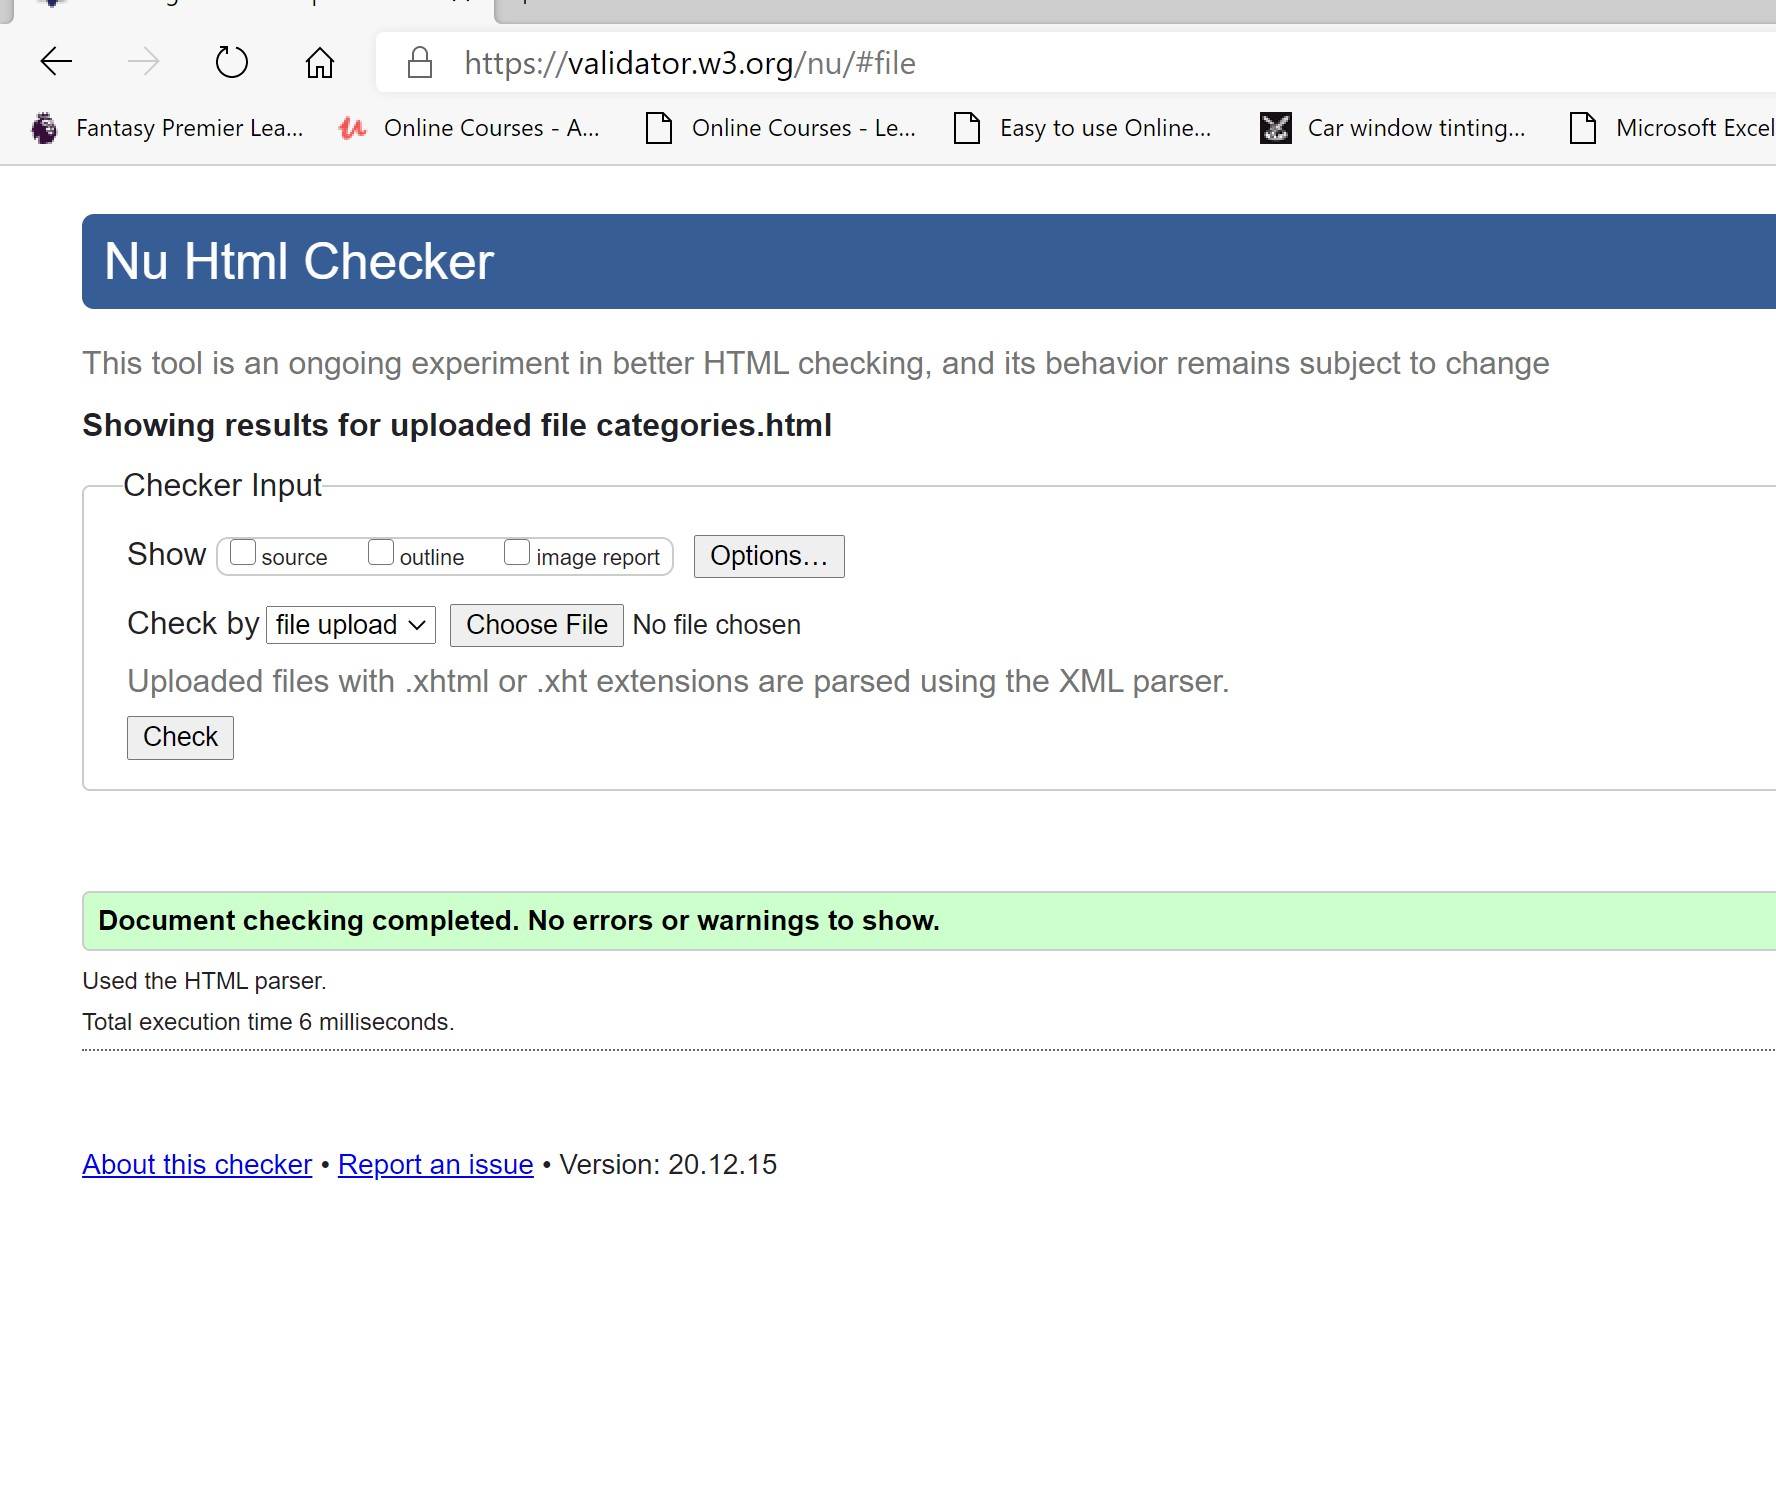 https://validator.w3.org/nu/#file
Fantasy Premier Lea... Online Courses - A... Online Courses - Le... Easy to use Online... Car window tinting... Microsoft Excel
Nu Html Checker
This tool is an ongoing experiment in better HTML checking, and its behavior remains subject to change
Showing results for uploaded file categories.html
Checker Input
Show source outline image report Options...
Check by file upload Choose File No file chosen
Uploaded files with .xhtml or .xht extensions are parsed using the XML parser.
Check
Document checking completed. No errors or warnings to show.
Used the HTML parser.
Total execution time 6 milliseconds.
About this checker • Report an issue • Version: 20.12.15